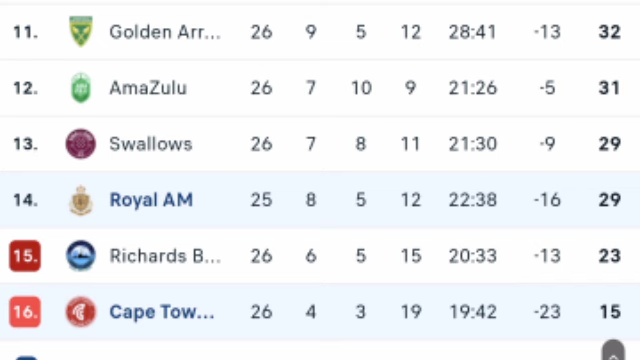 11. Golden Arr... 26 9 5 12 28:41 -13 32
12. AmaZulu 26 7 10 9 21:26 -5 31
13. Swallows 26 7 8 11 21:30 -9 29
14. Royal AM 25 8 5 12 22:38 -16 29
15. Richards B... 26 6 5 15 20:33 -13 23
16. Cape Tow... 26 4 3 19 19:42 -23 15